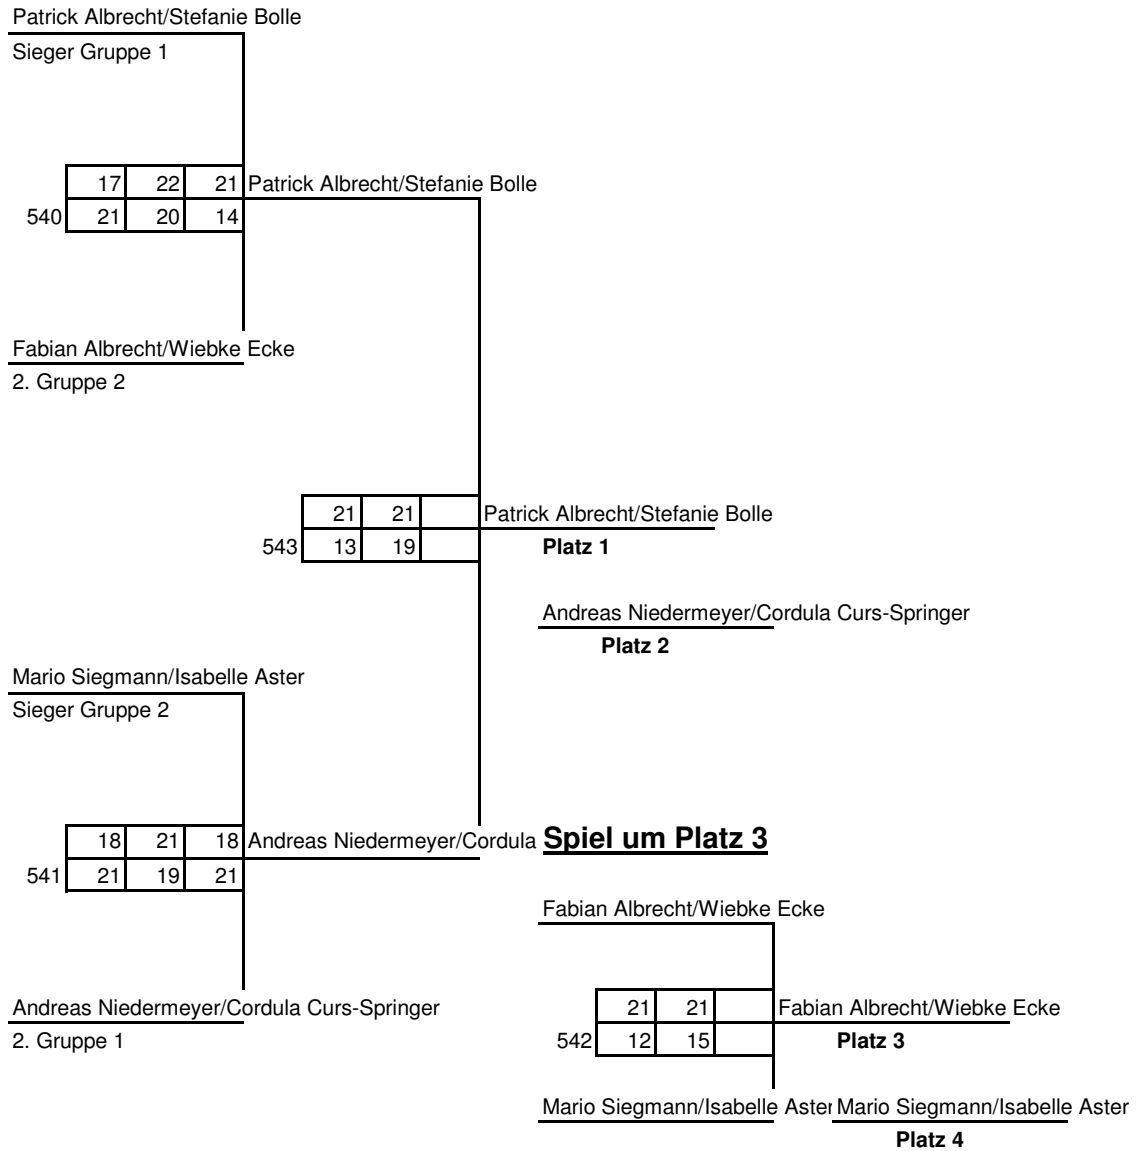 Patrick Albrecht/Stefanie Bolle
Sieger Gruppe 1
17 22 21 Patrick Albrecht/Stefanie Bolle
540 21 20 14
Fabian Albrecht/Wiebke Ecke
2. Gruppe 2
21 21 Patrick Albrecht/Stefanie Bolle
543 13 19 Platz 1
Andreas Niedermeyer/Cordula Curs-Springer
Platz 2
Mario Siegmann/Isabelle Aster
Sieger Gruppe 2
18 21 18 Andreas Niedermeyer/Cordula Spiel um Platz 3
541 21 19 21
Fabian Albrecht/Wiebke Ecke
Andreas Niedermeyer/Cordula Curs-Springer 21 21 Fabian Albrecht/Wiebke Ecke
2. Gruppe 1 542 12 15 Platz 3
Mario Siegmann/Isabelle Aster Mario Siegmann/Isabelle Aster
Platz 4